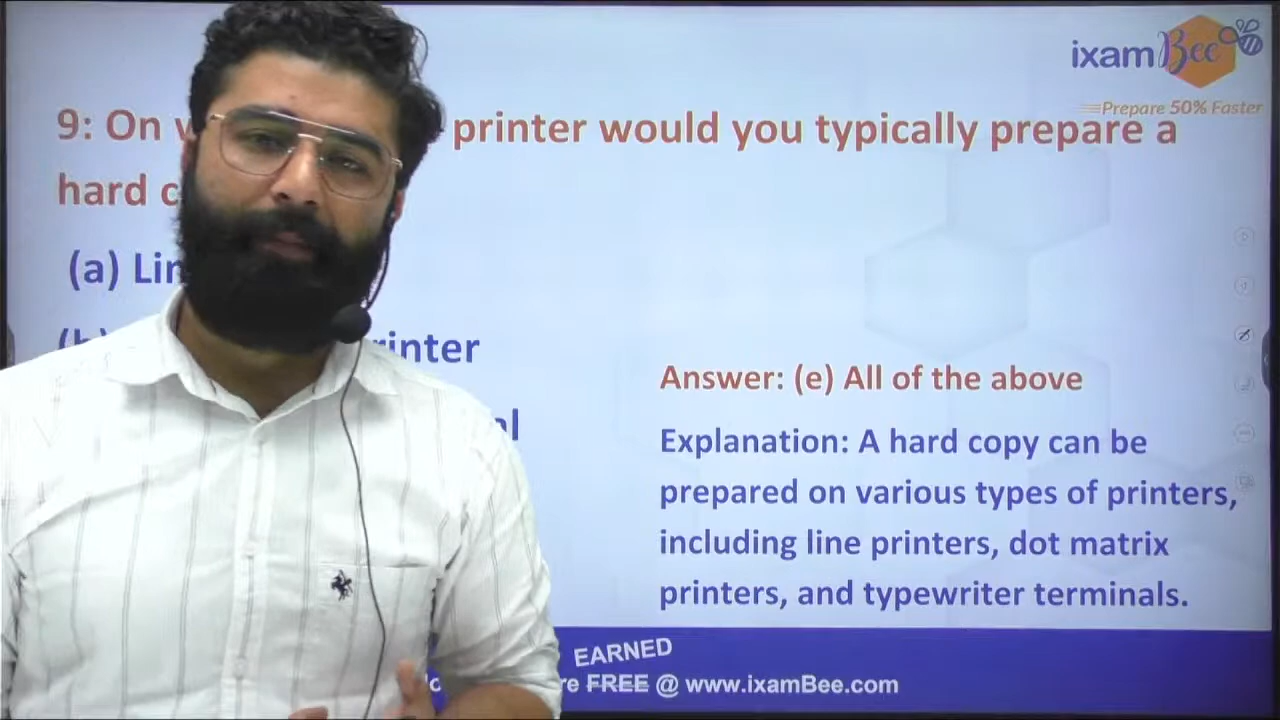 ixamBee
Prepare 50% Faster
9: On printer would you typically prepare a
hard
(a)
rinter
al
Answer: (e) All of the above
Explanation: A hard copy can be
prepared on various types of printers,
including line printers, dot matrix
printers, and typewriter terminals.
EARNED
re FREE @ www.ixamBee.com